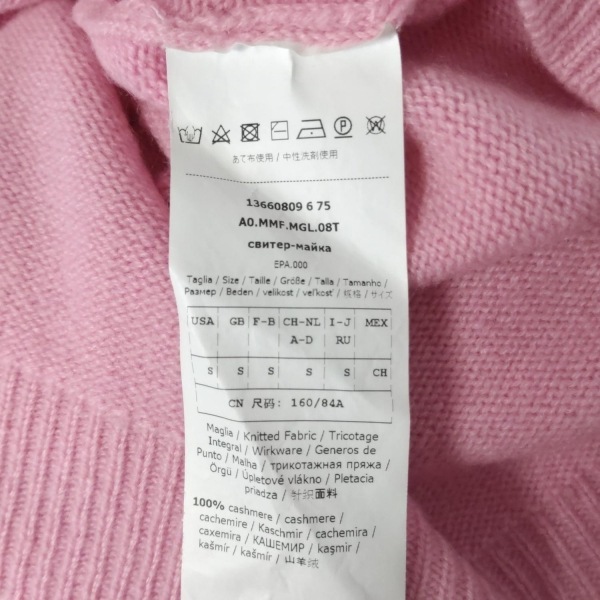 あて布使用 / 中性洗剤使用
13660809 6 75
A0.MMF.MGL.08T
свитер-майка
EPA.000
Taglia / Size / Taille / Größe / Talla / Tamanho /
Размер / Beden / velikost / veľkosť / 规格 / サイズ
USA GB F-B CH-NL I-J MEX
A-D RU
S S S S S CH
CN 尺码: 160/84A
Maglia / Knitted Fabric / Tricotage
Integral / Wirkware / Generos de
Punto / Malha / трикотажная пряжа /
Örgü / Úpletové vlákno / Pletacia
priadza / 针织面料
100% cashmere / cashmere /
cachemire / Kaschmir / cachemira /
caxemira / КАШЕМИР / kaşmir /
kašmír / kašmír / 山羊绒